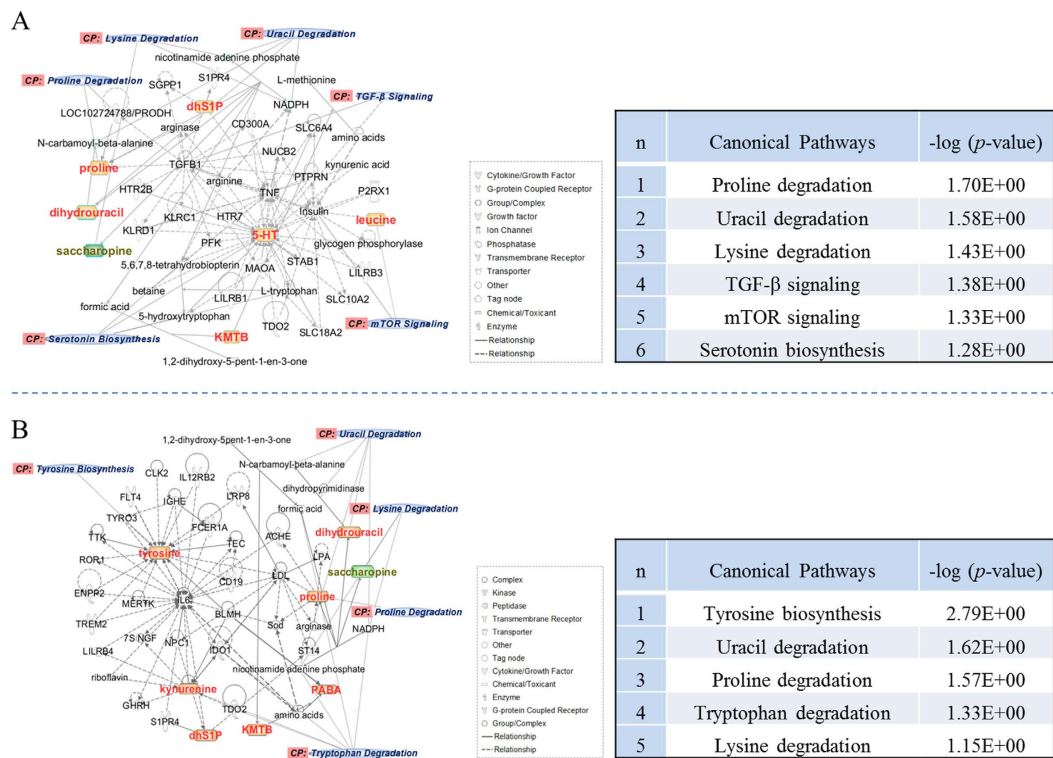 A
CP: Lysine Degradation
CP: Uracil Degradation
nicotinamide adenine phosphate
CP: Proline Degradation
SGPP1
S1PR4
L-methionine
CP: TGF-β Signaling
dhS1P
NADPH
LOC102724788/PRODH
arginase
CD300A
SLC6A4
amino acids
N-carbamoyl-beta-alanine
NUCB2
proline
TGFB1
kynurenic acid
PTPRN
HTR2B
arginine
TNF
P2RX1
dihydrouracil
KLRC1
HTR7
Insulin
leucine
KLRD1
5-HT
PFK
glycogen phosphorylase
saccharopine
STAB1
5,6,7,8-tetrahydrobiopterin
MAOA
LILRB3
betaine
L-tryptophan
SLC10A2
formic acid
LILRB1
5-hydroxytryptophan
TDO2
CP: mTOR Signaling
CP: Serotonin Biosynthesis
KMTB
SLC18A2
1,2-dihydroxy-5-pent-1-en-3-one
Cytokine/Growth Factor
G-protein Coupled Receptor
Group/Complex
Growth factor
Ion Channel
Phosphatase
Transmembrane Receptor
Transporter
Other
Tag node
Chemical/Toxicant
Enzyme
Relationship
Relationship
n Canonical Pathways -log (p-value)
1 Proline degradation 1.70E+00
2 Uracil degradation 1.58E+00
3 Lysine degradation 1.43E+00
4 TGF-β signaling 1.38E+00
5 mTOR signaling 1.33E+00
6 Serotonin biosynthesis 1.28E+00
B
1,2-dihydroxy-5pent-1-en-3-one
CP: Uracil Degradation
CP: Tyrosine Biosynthesis
CLK2
IL12RB2
N-carbamoyl-beta-alanine
FLT4
IGHE
LRP8
dihydropyrimidinase
TYRO3
formic acid
CP: Lysine Degradation
FCER1A
TTK
TEC
ACHE
dihydrouracil
tyrosine
LPA
ROR1
LDL
saccharopine
CD19
ENPP2
MERTK
IL6
proline
TREM2
BLMH
CP: Proline Degradation
Sod
arginase
NADPH
7S NGF
NPC1
IDO1
ST14
LILRB4
nicotinamide adenine phosphate
riboflavin
kynurenine
PABA
GHRH
TDO2
amino acids
S1PR4
dhS1P
KMTB
CP: Tryptophan Degradation
Complex
Kinase
Peptidase
Transmembrane Receptor
Transporter
Other
Tag node
Cytokine/Growth Factor
Chemical/Toxicant
Enzyme
G-protein Coupled Receptor
Group/Complex
Relationship
Relationship
n Canonical Pathways -log (p-value)
1 Tyrosine biosynthesis 2.79E+00
2 Uracil degradation 1.62E+00
3 Proline degradation 1.57E+00
4 Tryptophan degradation 1.33E+00
5 Lysine degradation 1.15E+00